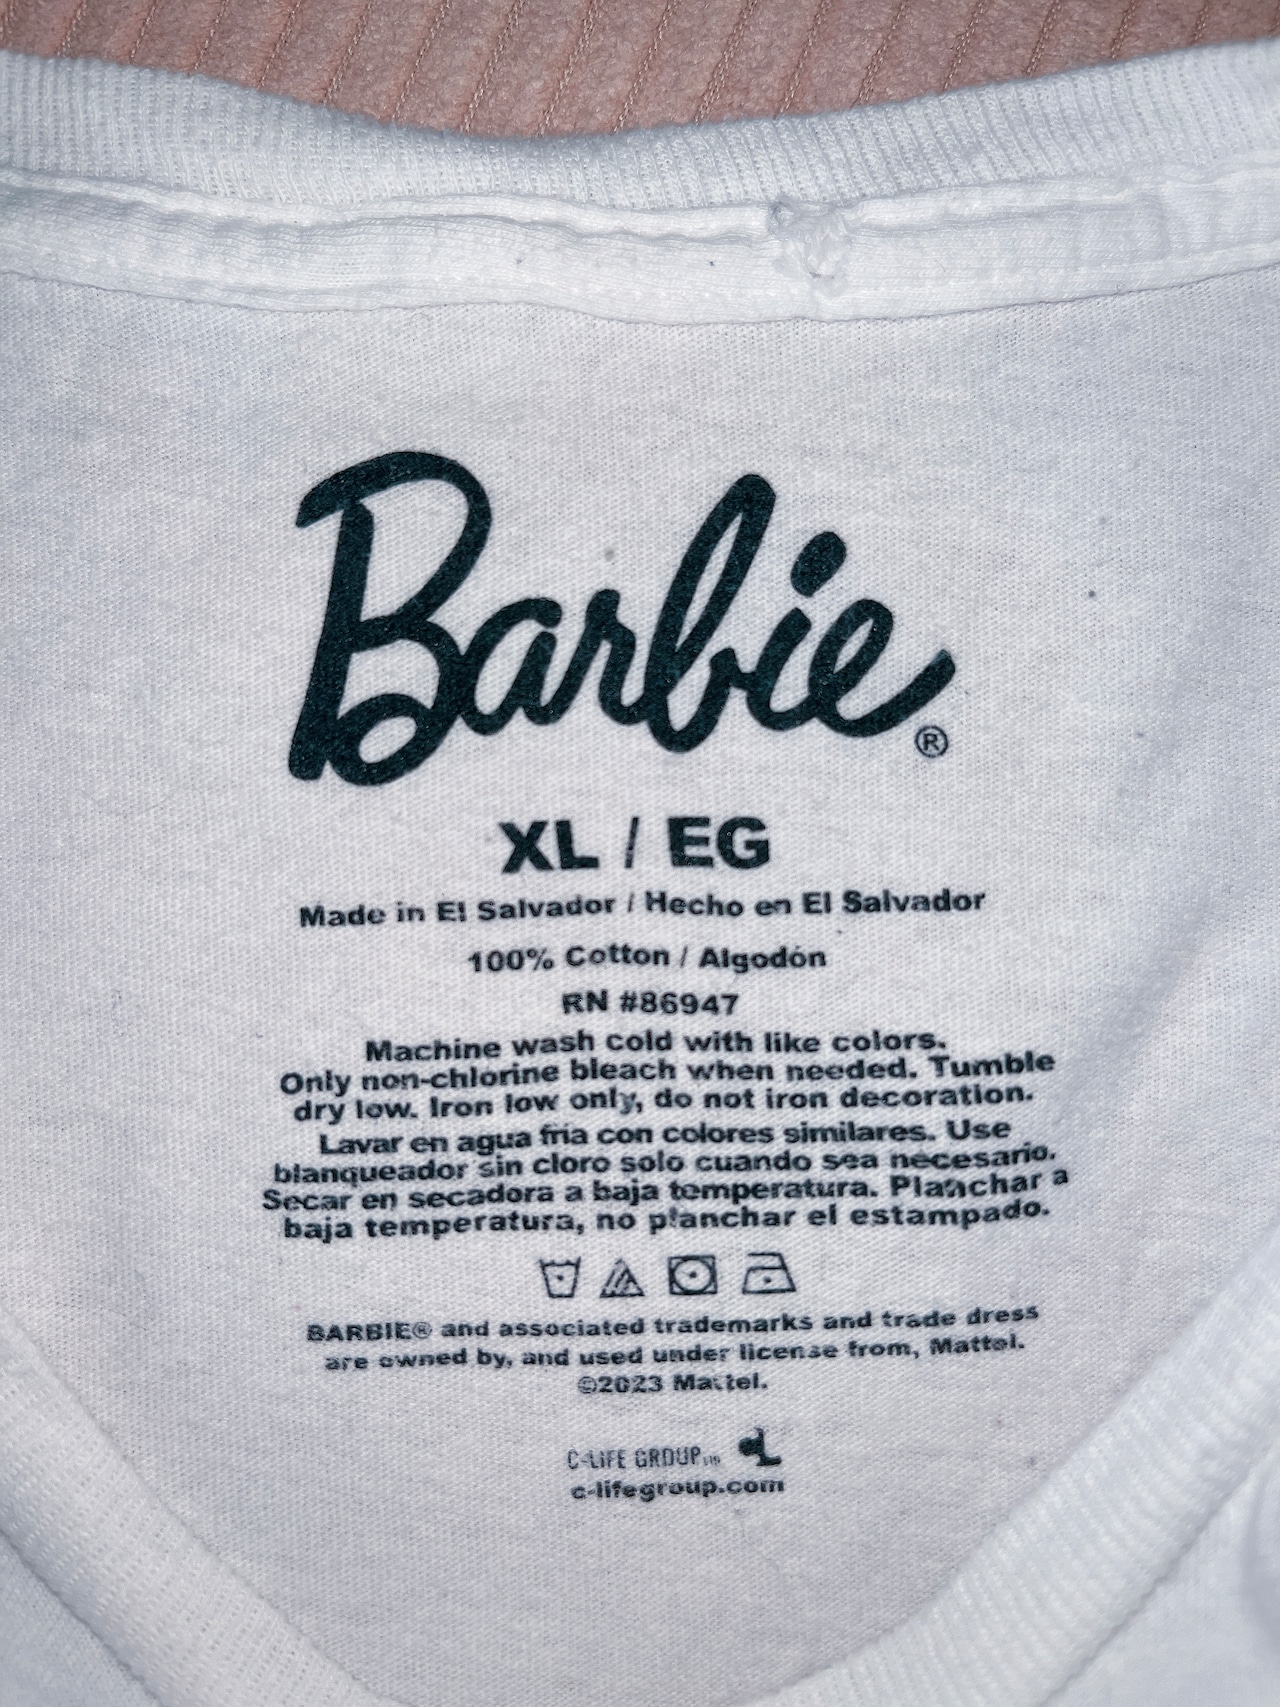 Barbie®
XL / EG
Made in El Salvador / Hecho en El Salvador
100% Cotton / Algodón
RN #86947
Machine wash cold with like colors.
Only non-chlorine bleach when needed. Tumble
dry low. Iron low only, do not iron decoration.
Lavar en agua fría con colores similares. Use
blanqueador sin cloro solo cuando sea necesario.
Secar en secadora a baja temperatura. Planchar a
baja temperatura, no planchar el estampado.
BARBIE® and associated trademarks and trade dress
are owned by, and used under license from, Mattel.
©2023 Mattel.
C-LIFE GROUP LTD
c-lifegroup.com